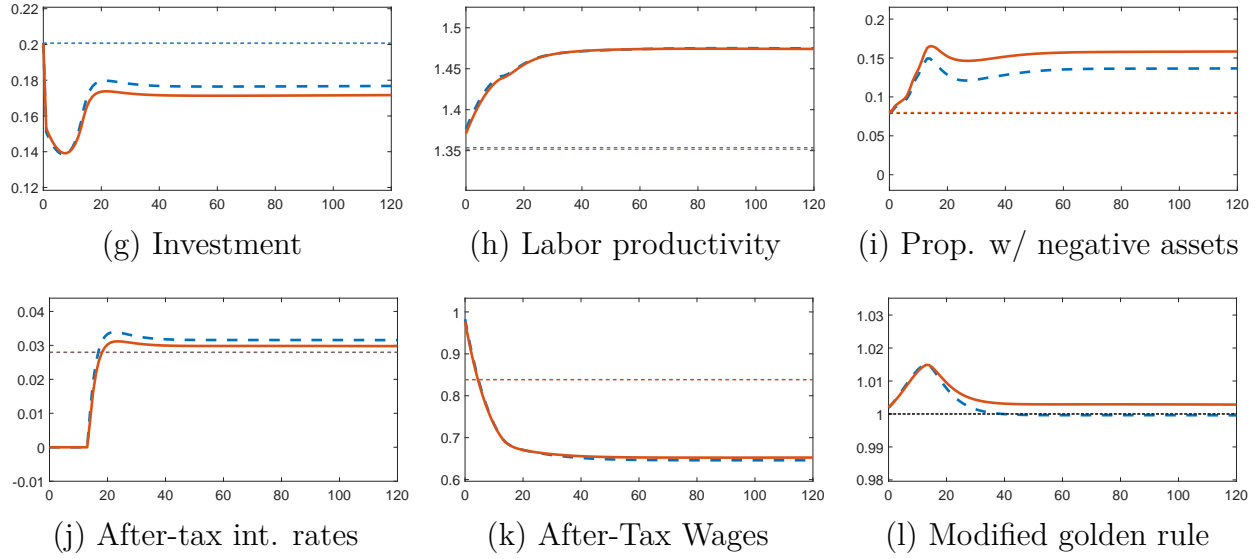 0.22
0.2
0.18
0.16
0.14
0.12
0 20 40 60 80 100 120
(g) Investment
1.5
1.45
1.4
1.35
0 20 40 60 80 100 120
(h) Labor productivity
0.2
0.15
0.1
0.05
0
0 20 40 60 80 100 120
(i) Prop. w/ negative assets
0.04
0.03
0.02
0.01
0
-0.01
0 20 40 60 80 100 120
(j) After-tax int. rates
1
0.9
0.8
0.7
0.6
0 20 40 60 80 100 120
(k) After-Tax Wages
1.03
1.02
1.01
1
0.99
0.98
0 20 40 60 80 100 120
(l) Modified golden rule